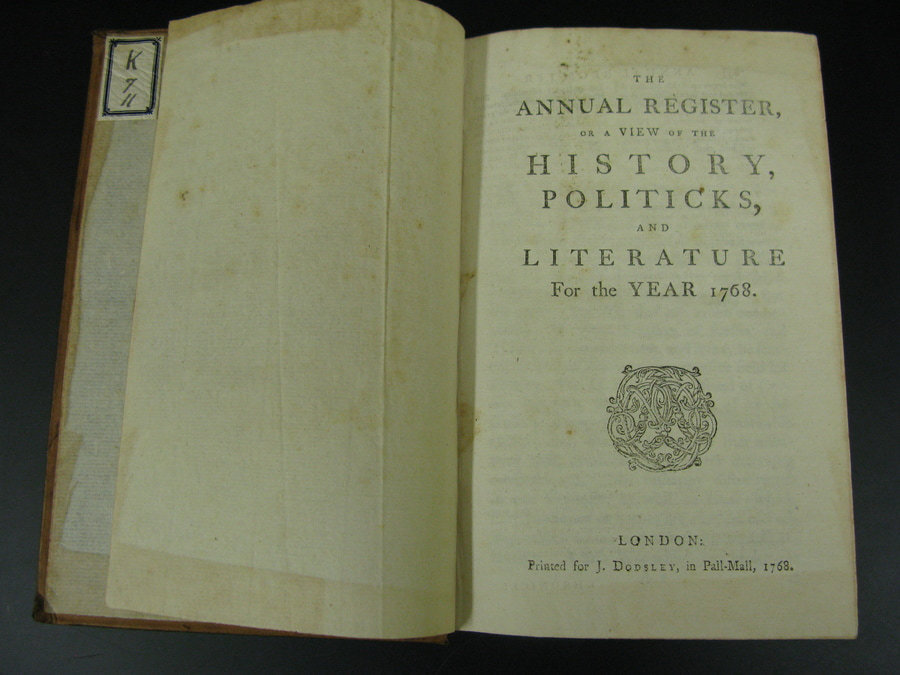 K
7
11
THE
ANNUAL REGISTER,
OR A VIEW OF THE
HISTORY,
POLITICKS,
AND
LITERATURE
For the YEAR 1768.
LONDON:
Printed for J. DODSLEY, in Pall-Mall, 1768.